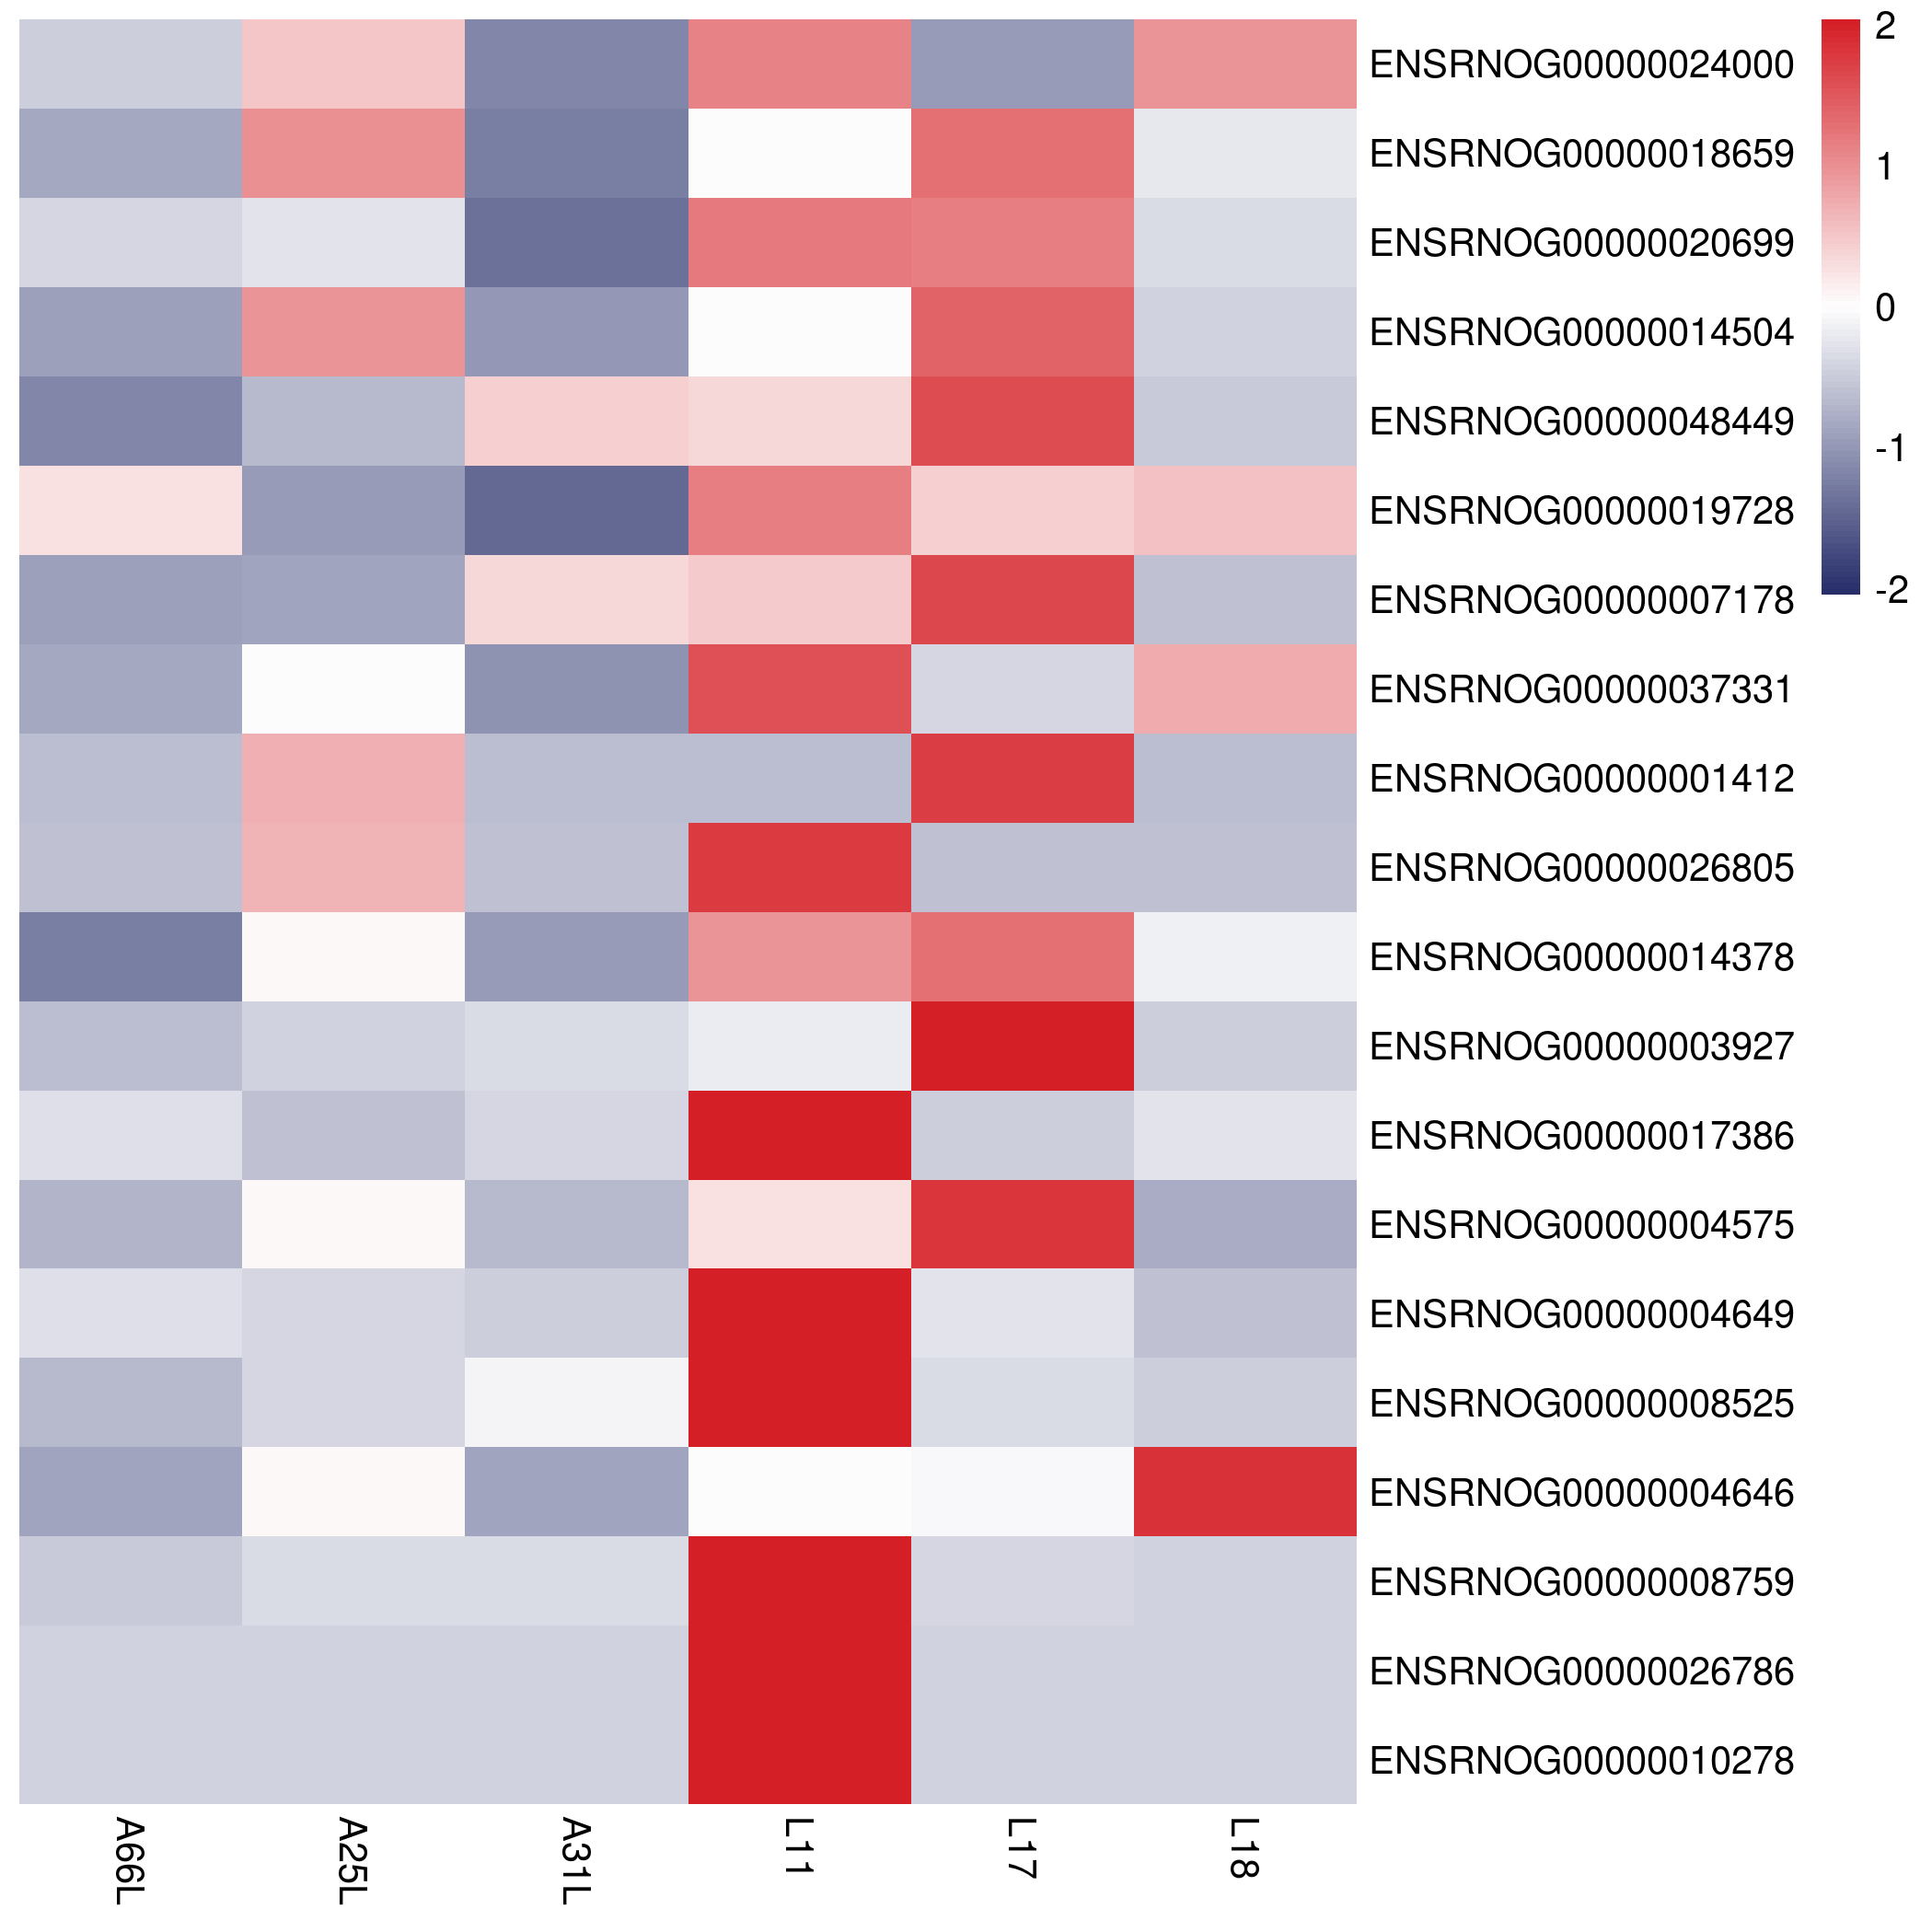 ENSRNOG00000024000
ENSRNOG00000018659
ENSRNOG00000020699
ENSRNOG00000014504
ENSRNOG00000048449
ENSRNOG00000019728
ENSRNOG00000007178
ENSRNOG00000037331
ENSRNOG00000001412
ENSRNOG00000026805
ENSRNOG00000014378
ENSRNOG00000003927
ENSRNOG00000017386
ENSRNOG00000004575
ENSRNOG00000004649
ENSRNOG00000008525
ENSRNOG00000004646
ENSRNOG00000008759
ENSRNOG00000026786
ENSRNOG00000010278
2
1
0
-1
-2
A66L
A25L
A31L
L11
L17
L18